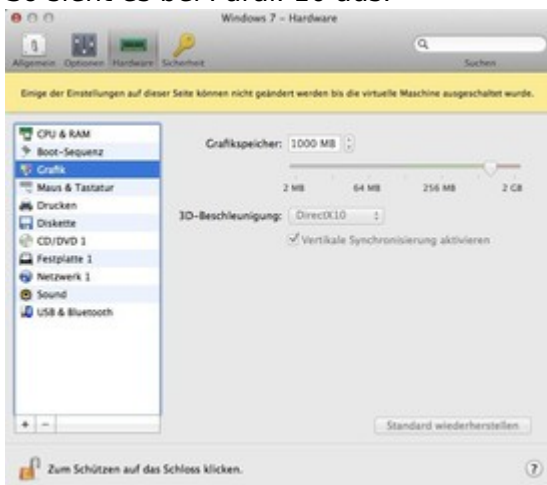 So sieht es bei Parall. 10 aus:
Windows 7 – Hardware
Allgemein Optionen Hardware Sicherheit Suchen
Einige der Einstellungen auf dieser Seite können nicht geändert werden bis die virtuelle Maschine ausgeschaltet wurde.
CPU & RAM
Boot-Sequenz
Grafik
Maus & Tastatur
Drucken
Diskette
CD/DVD 1
Festplatte 1
Netzwerk 1
Sound
USB & Bluetooth
Grafikspeicher: 1000 MB
2 MB 64 MB 256 MB 2 GB
3D-Beschleunigung: DirectX10
Vertikale Synchronisierung aktivieren
+ –
Standard wiederherstellen
Zum Schützen auf das Schloss klicken.
?